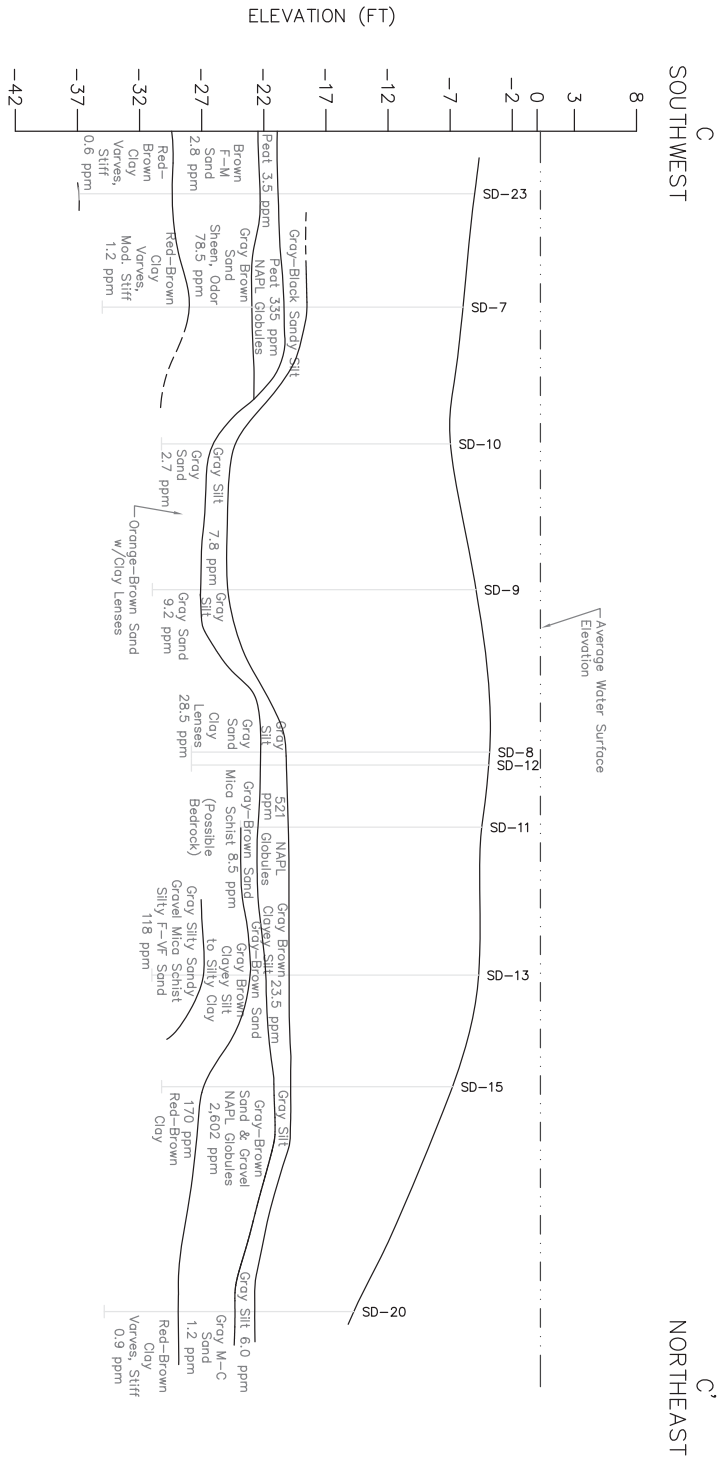 C
SOUTHWEST
C'
NORTHEAST
ELEVATION (FT)
8
3
0
-2
-7
-17
-22
-27
-32
-37
-42
Average Water Surface
Elevation
SD-23
SD-7
SD-10
SD-9
SD-8
SD-12
SD-11
SD-13
SD-15
SD-20
Peat 3.5 ppm
Brown
F-M
Sand
2.8 ppm
Red-
Brown
Clay
Varves,
Stiff
0.6 ppm
Gray-Black Sandy Silt
Peat 335 ppm
NAPL Globules
Gray Brown
Sand
Sheen, Odor
78.5 ppm
Red-Brown
Clay
Varves,
Mod. Stiff
1.2 ppm
Gray Silt
Gray
Sand
2.7 ppm
7.8 ppm
Orange-Brown Sand
w/Clay Lenses
Gray
Silt
Gray Sand
9.2 ppm
Gray
Silt
Gray
Sand
Clay
Lenses
28.5 ppm
521 NAPL
ppm Globules
Gray-Brown Sand
Mica Schist 8.5 ppm
(Possible
Bedrock)
Gray Brown 23.5 ppm
Clayey Silt
Gray-Brown Sand
Gray Brown
Clayey Silt
to Silty Clay
Gray Silty Sandy
Gravel Mica Schist
Silty F-VF Sand
118 ppm
Gray Silt
Gray-Brown
Sand & Gravel
NAPL Globules
2,602 ppm
170 ppm
Red-Brown
Clay
Gray Silt 6.0 ppm
Gray M-C
Sand
1.2 ppm
Red-Brown
Clay
Varves, Stiff
0.9 ppm